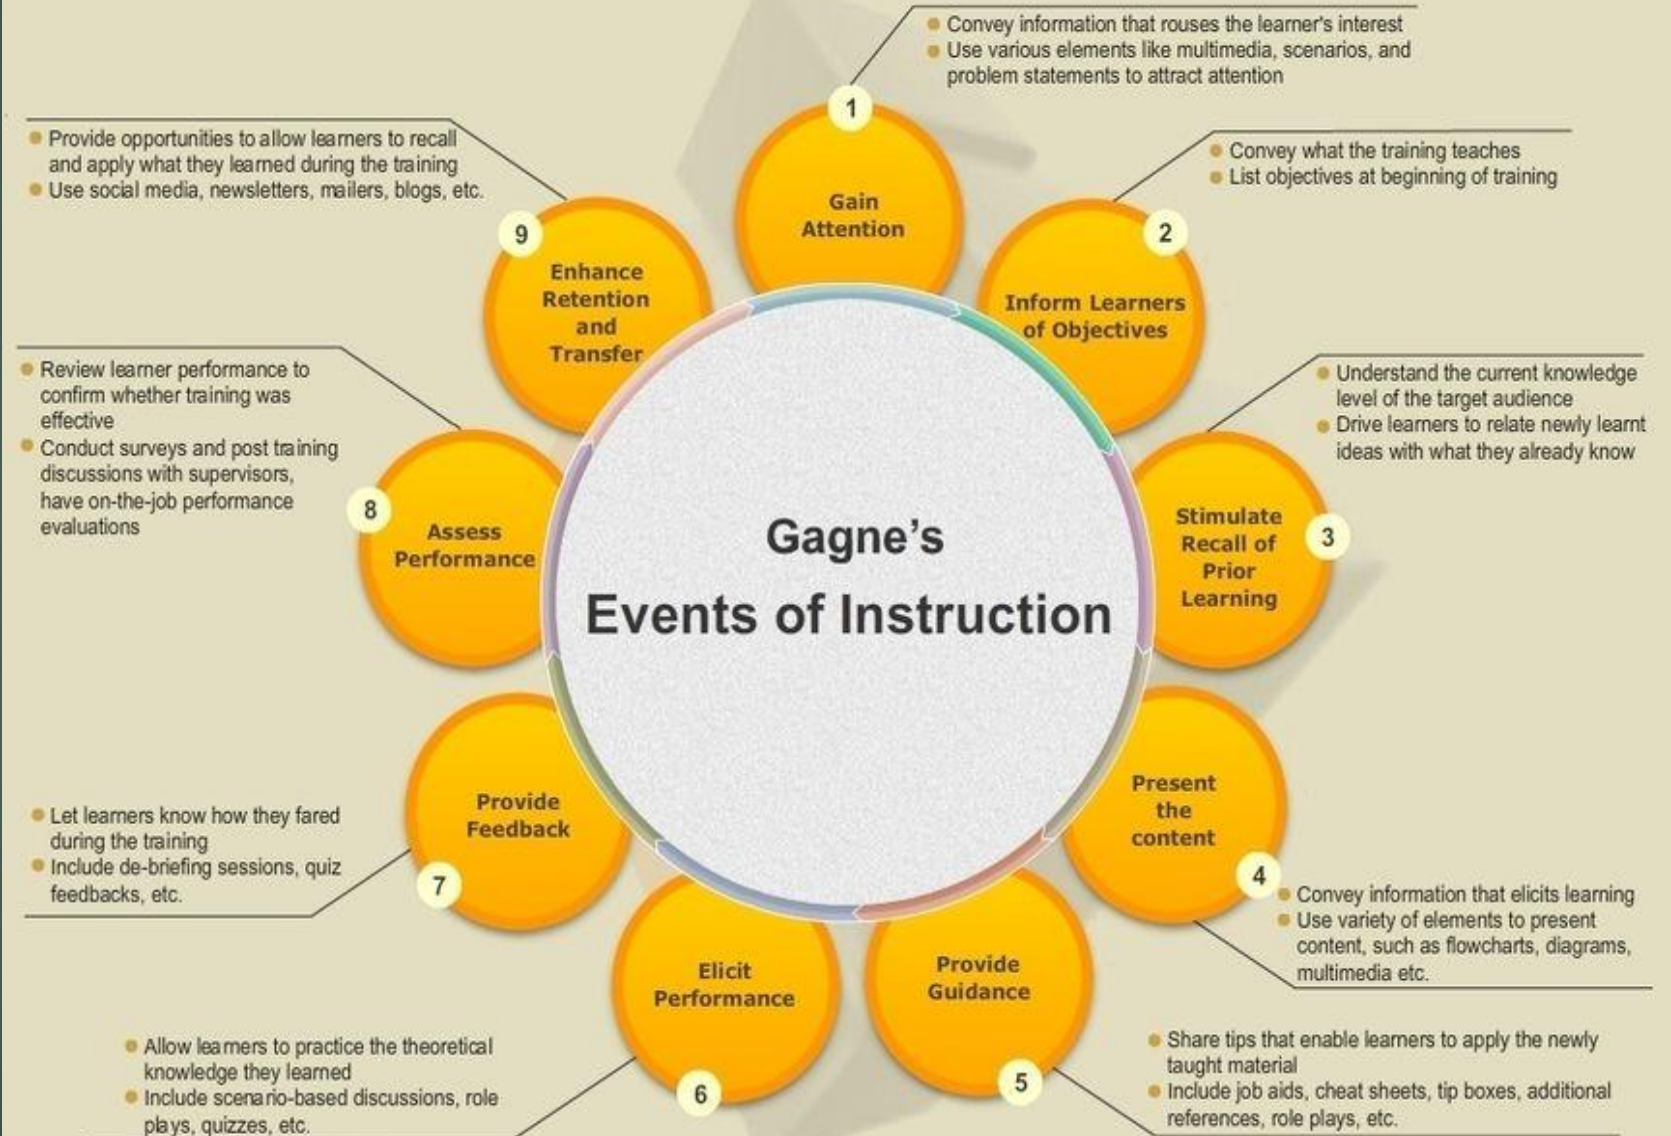 Convey information that rouses the learner's interest
Use various elements like multimedia, scenarios, and
problem statements to attract attention
1
Gain
Attention
Convey what the training teaches
List objectives at beginning of training
2
Inform Learners
of Objectives
Understand the current knowledge
level of the target audience
Drive learners to relate newly learnt
ideas with what they already know
3
Stimulate
Recall of
Prior
Learning
Present
the
content
4
Convey information that elicits learning
Use variety of elements to present
content, such as flowcharts, diagrams,
multimedia etc.
Provide
Guidance
5
Share tips that enable learners to apply the newly
taught material
Include job aids, cheat sheets, tip boxes, additional
references, role plays, etc.
Elicit
Performance
6
Allow learners to practice the theoretical
knowledge they learned
Include scenario-based discussions, role
plays, quizzes, etc.
Provide
Feedback
7
Let learners know how they fared
during the training
Include de-briefing sessions, quiz
feedbacks, etc.
8
Assess
Performance
Review learner performance to
confirm whether training was
effective
Conduct surveys and post training
discussions with supervisors,
have on-the-job performance
evaluations
9
Enhance
Retention
and
Transfer
Provide opportunities to allow learners to recall
and apply what they learned during the training
Use social media, newsletters, mailers, blogs, etc.
Gagne’s
Events of Instruction